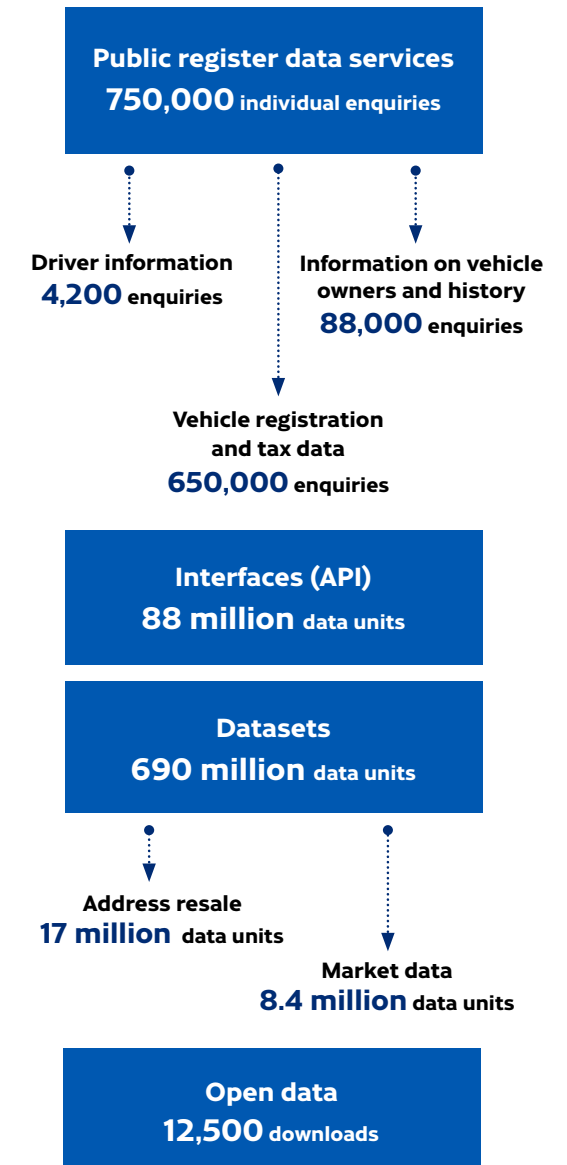 Public register data services
750,000 individual enquiries
Driver information
4,200 enquiries
Information on vehicle
owners and history
88,000 enquiries
Vehicle registration
and tax data
650,000 enquiries
Interfaces (API)
88 million data units
Datasets
690 million data units
Address resale
17 million data units
Market data
8.4 million data units
Open data
12,500 downloads